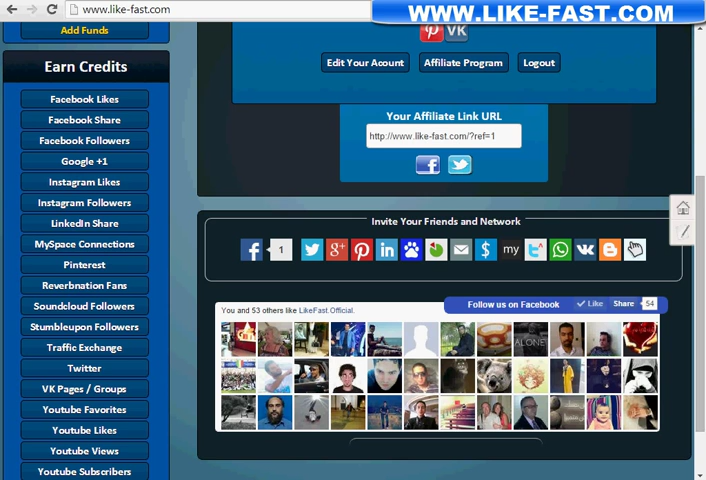 www.like-fast.com
WWW.LIKE-FAST.COM
Add Funds
Earn Credits
Facebook Likes
Facebook Share
Facebook Followers
Google +1
Instagram Likes
Instagram Followers
LinkedIn Share
MySpace Connections
Pinterest
Reverbnation Fans
Soundcloud Followers
Stumbleupon Followers
Traffic Exchange
Twitter
VK Pages / Groups
Youtube Favorites
Youtube Likes
Youtube Views
Youtube Subscribers
VK
Edit Your Acount
Affiliate Program
Logout
Your Affiliate Link URL
http://www.like-fast.com/?ref=1
Invite Your Friends and Network
1
my
Follow us on Facebook
Like
Share
54
You and 53 others like LikeFast.Official.
ALONE